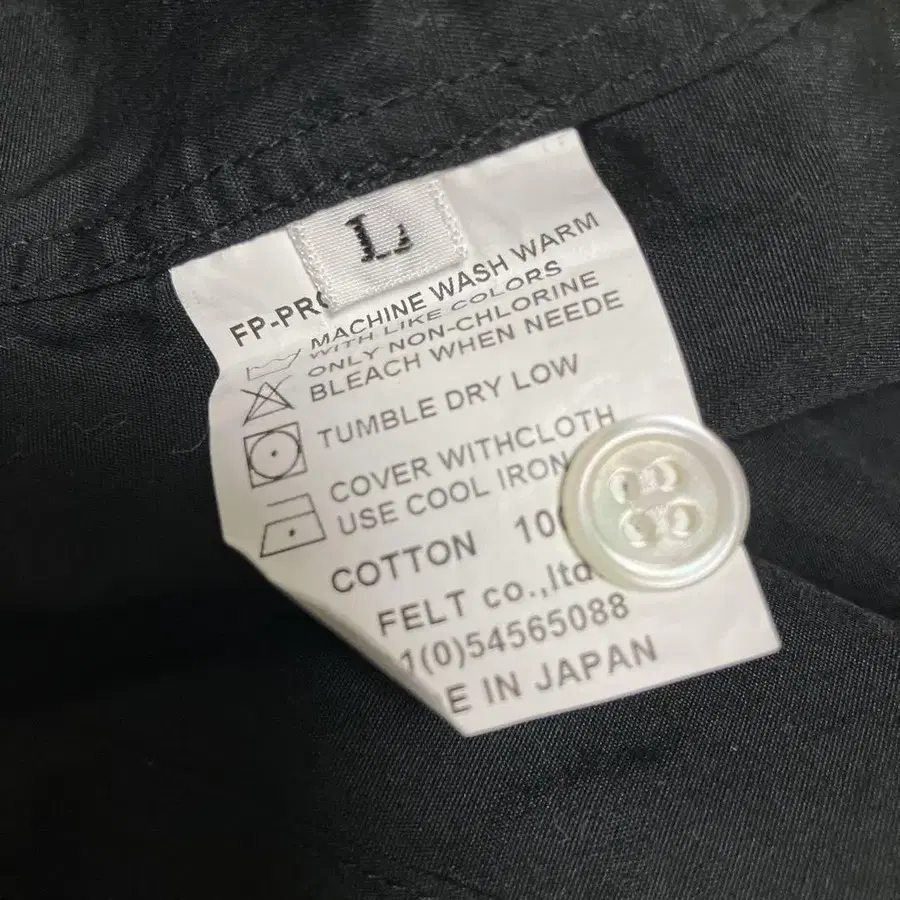 L
FP-PR
MACHINE WASH WARM
WITH LIKE COLORS
ONLY NON-CHLORINE
BLEACH WHEN NEEDE
TUMBLE DRY LOW
COVER WITHCLOTH
USE COOL IRON
COTTON 10
FELT co.,ltd
1(0)54565088
E IN JAPAN